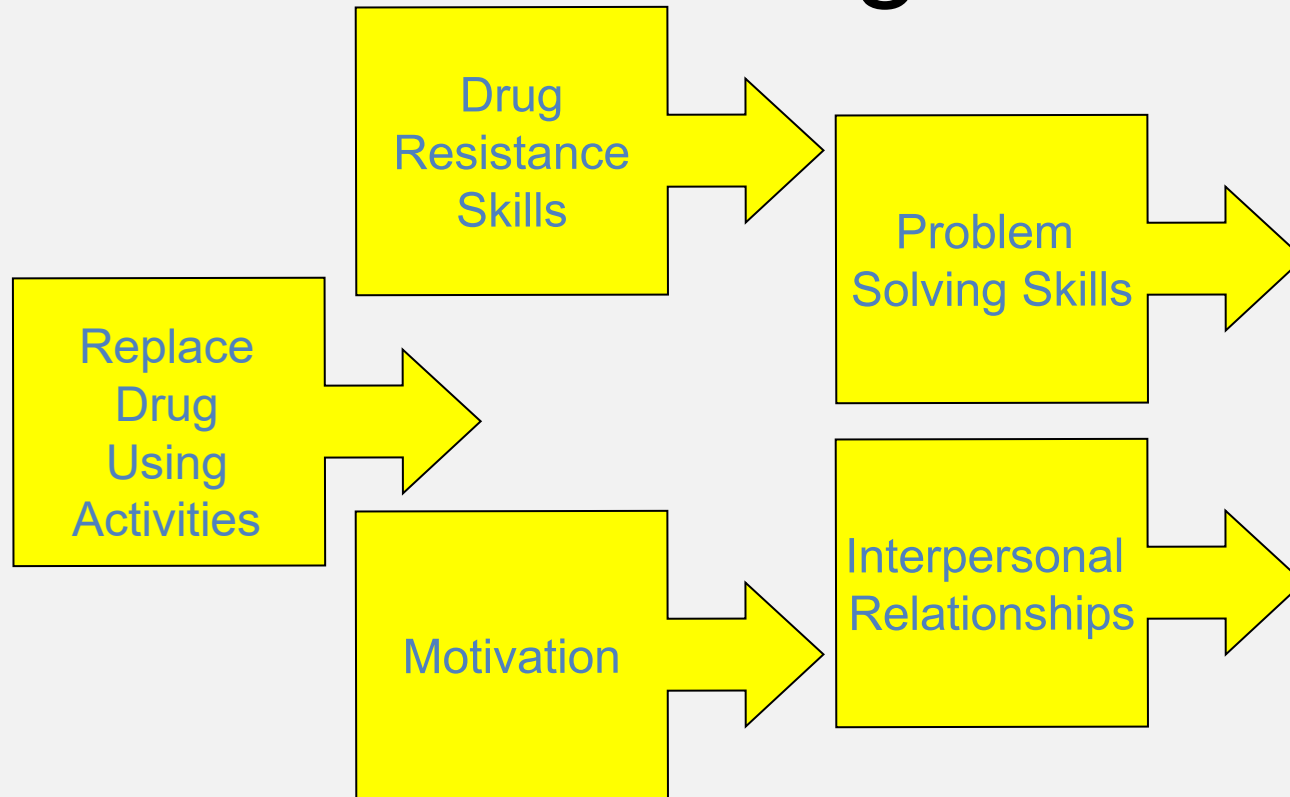 Drug
Resistance
Skills
Problem
Solving Skills
Replace
Drug
Using
Activities
Interpersonal
Relationships
Motivation